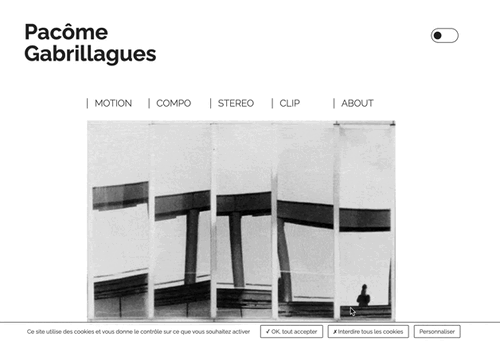 Pacôme
Gabrillagues
MOTION
COMPO
STEREO
CLIP
ABOUT
Ce site utilise des cookies et vous donne le contrôle sur ce que vous souhaitez activer
✓ OK, tout accepter
✗ Interdire tous les cookies
Personnaliser